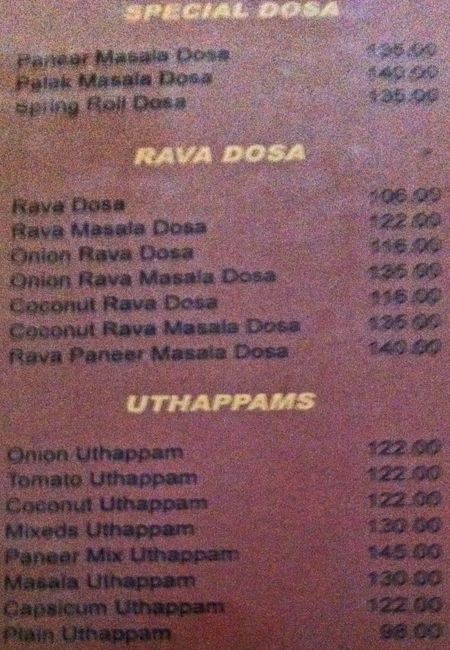 SPECIAL DOSA
Paneer Masala Dosa 135.00
Palak Masala Dosa 140.00
Spring Roll Dosa 135.00
RAVA DOSA
Rava Dosa 106.00
Rava Masala Dosa 122.00
Onion Rava Dosa 116.00
Onion Rava Masala Dosa 135.00
Coconut Rava Dosa 116.00
Coconut Rava Masala Dosa 135.00
Rava Paneer Masala Dosa 140.00
UTHAPPAMS
Onion Uthappam 122.00
Tomato Uthappam 122.00
Coconut Uthappam 122.00
Mixeds Uthappam 130.00
Paneer Mix Uthappam 145.00
Masala Uthappam 130.00
Capsicum Uthappam 122.00
Plain Uthappam 98.00